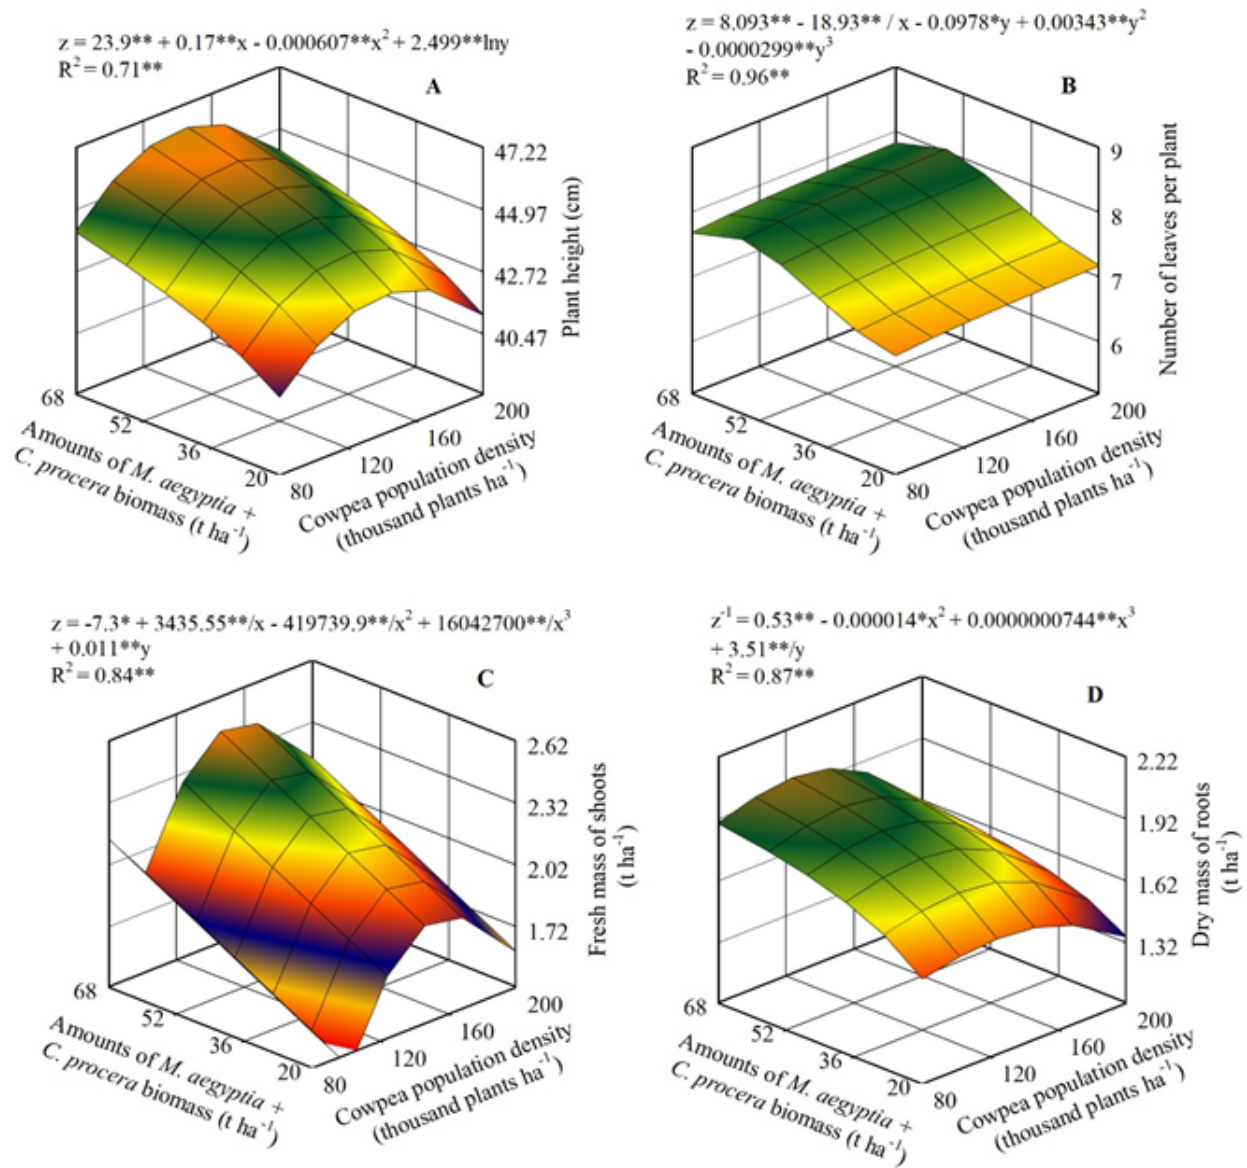 z = 23.9** + 0.17**x - 0.000607**x² + 2.499**lny
R² = 0.71**
A
47.22
44.97
42.72
40.47
Plant height (cm)
68
52
36
20
Amounts of M. aegyptia +
C. procera biomass (t ha⁻¹)
80
120
160
200
Cowpea population density
(thousand plants ha⁻¹)
z = 8.093** - 18.93** / x - 0.0978*y + 0.00343**y²
- 0.0000299**y³
R² = 0.96**
B
9
8
7
6
Number of leaves per plant
68
52
36
20
Amounts of M. aegyptia +
C. procera biomass (t ha⁻¹)
80
120
160
200
Cowpea population density
(thousand plants ha⁻¹)
z = -7.3* + 3435.55**/x - 419739.9**/x² + 16042700**/x³
+ 0.011**y
R² = 0.84**
C
2.62
2.32
2.02
1.72
Fresh mass of shoots
(t ha⁻¹)
68
52
36
20
Amounts of M. aegyptia +
C. procera biomass (t ha⁻¹)
80
120
160
200
Cowpea population density
(thousand plants ha⁻¹)
z⁻¹ = 0.53** - 0.000014*x² + 0.0000000744**x³
+ 3.51**/y
R² = 0.87**
D
2.22
1.92
1.62
1.32
Dry mass of roots
(t ha⁻¹)
68
52
36
20
Amounts of M. aegyptia +
C. procera biomass (t ha⁻¹)
80
120
160
200
Cowpea population density
(thousand plants ha⁻¹)